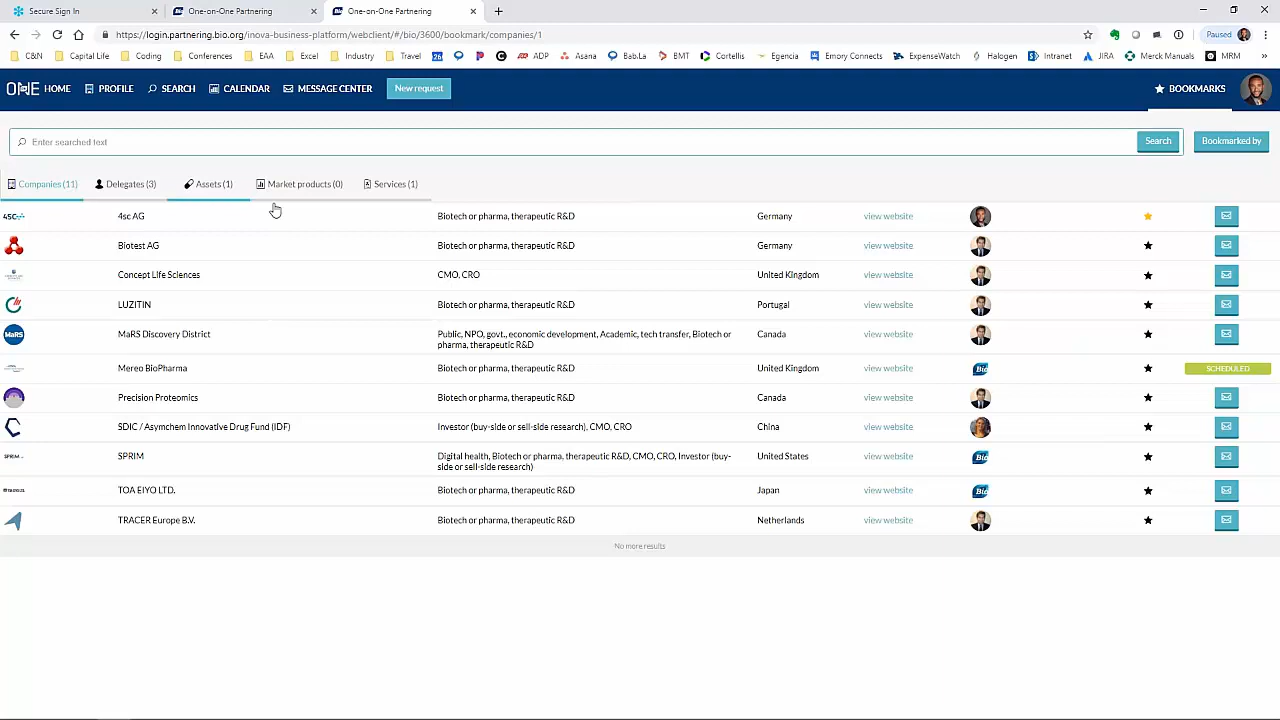 Secure Sign In
One-on-One Partnering
One-on-One Partnering
https://login.partnering.bio.org/inova-business-platform/webclient/#/bio/3600/bookmark/companies/1
Paused
C&N Capital Life Coding Conferences EAA Excel Industry Travel 26 ADP Asana Bab.La BMT Cortellis Egencia Emory Connects ExpenseWatch Halogen Intranet JIRA Merck Manuals MRM »
ONE HOME PROFILE SEARCH CALENDAR MESSAGE CENTER New request BOOKMARKS
Enter searched text Search Bookmarked by
Companies (11) Delegates (3) Assets (1) Market products (0) Services (1)
4SC 4sc AG Biotech or pharma, therapeutic R&D Germany view website
Biotest AG Biotech or pharma, therapeutic R&D Germany view website
Concept Life Sciences CMO, CRO United Kingdom view website
LUZITIN Biotech or pharma, therapeutic R&D Portugal view website
MaRS MaRS Discovery District Public, NPO, govt., economic development, Academic, tech transfer, Biotech or Canada view website
pharma, therapeutic R&D
Mereo BioPharma Biotech or pharma, therapeutic R&D United Kingdom view website Bio SCHEDULED
Precision Proteomics Biotech or pharma, therapeutic R&D Canada view website
SDIC / Asymchem Innovative Drug Fund (IDF) Investor (buy-side or sell-side research), CMO, CRO China view website
SPRIM SPRIM Digital health, Biotech or pharma, therapeutic R&D, CMO, CRO, Investor (buy- United States view website Bio
side or sell-side research)
TOA EIYO LTD. Biotech or pharma, therapeutic R&D Japan view website Bio
TRACER Europe B.V. Biotech or pharma, therapeutic R&D Netherlands view website
No more results